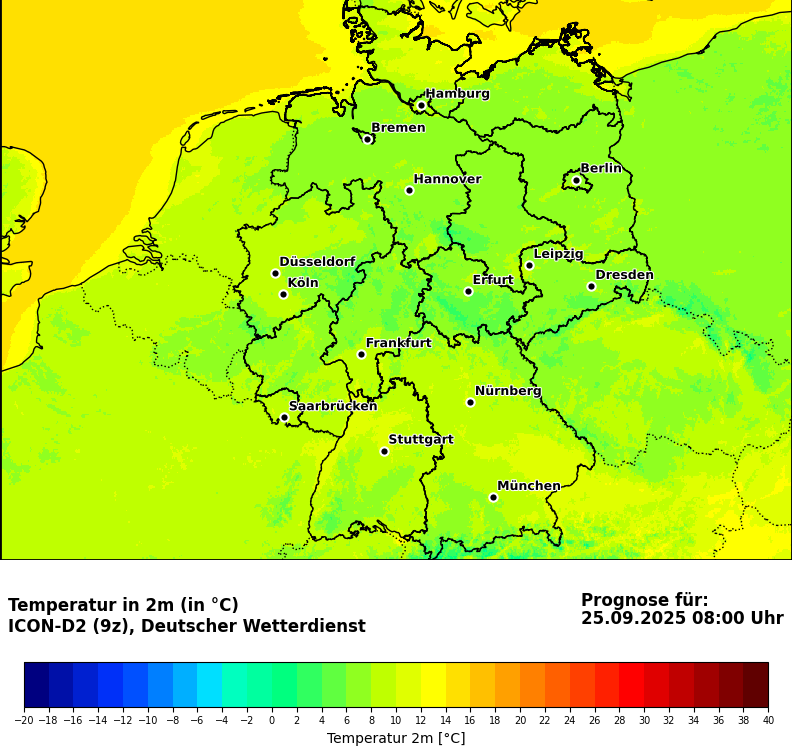 Hamburg
Bremen
Berlin
Hannover
Leipzig
Düsseldorf
Dresden
Köln
Erfurt
Frankfurt
Nürnberg
Saarbrücken
Stuttgart
München
Temperatur in 2m (in °C)
ICON-D2 (9z), Deutscher Wetterdienst
Prognose für:
25.09.2025 08:00 Uhr
−20 −18 −16 −14 −12 −10 −8 −6 −4 −2 0 2 4 6 8 10 12 14 16 18 20 22 24 26 28 30 32 34 36 38 40
Temperatur 2m [°C]